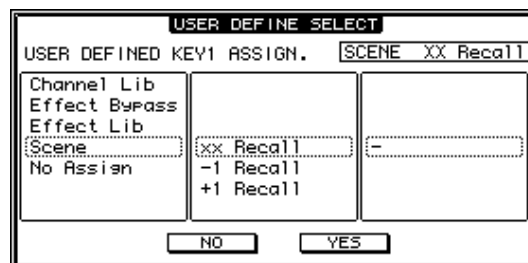 USER DEFINE SELECT
USER DEFINED KEY1 ASSIGN. SCENE XX Recall
Channel Lib
Effect Bypass
Effect Lib
Scene
No Assign
xx Recall
-1 Recall
+1 Recall
-
NO YES